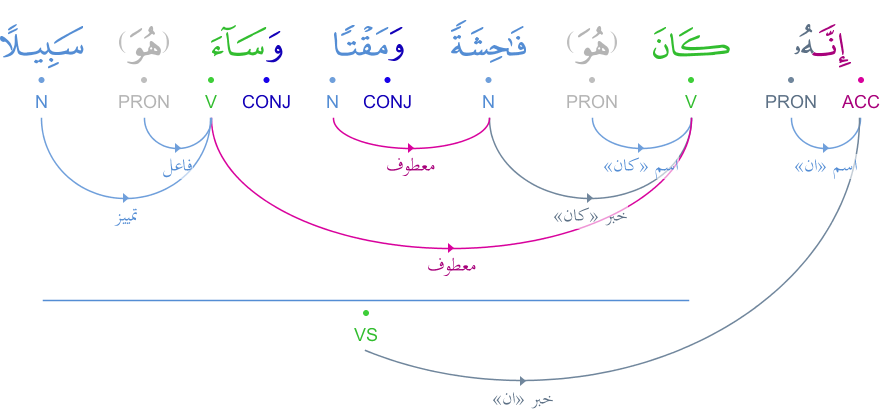 إِنَّهُۥ كَانَ (هُوَ) فَٰحِشَةً وَمَقْتًا وَسَآءَ (هُوَ) سَبِيلًا
ACC PRON V PRON N CONJ N CONJ V PRON N
اسم «ان» اسم «كان» معطوف فاعل
خبر «كان» تمييز
معطوف
VS
خبر «ان»